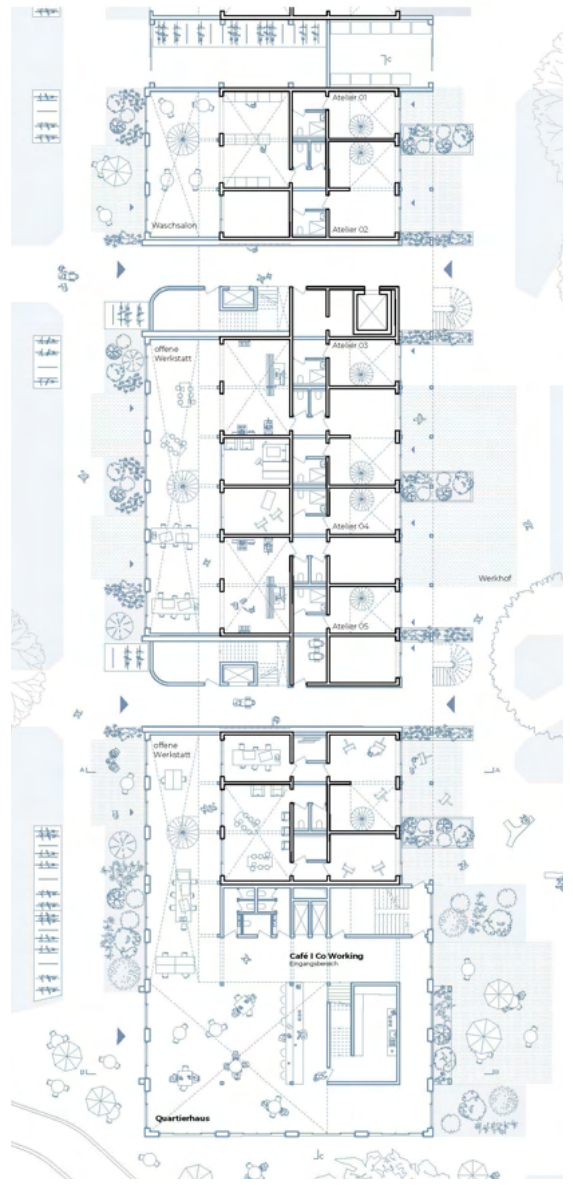 Atelier 01
Waschsalon
Atelier 02
offene
Werkstatt
Atelier 03
Atelier 04
Werkhof
Atelier 05
offene
Werkstatt
A
A
Café I Co Working
Eingangsbereich
B
B
Quartierhaus